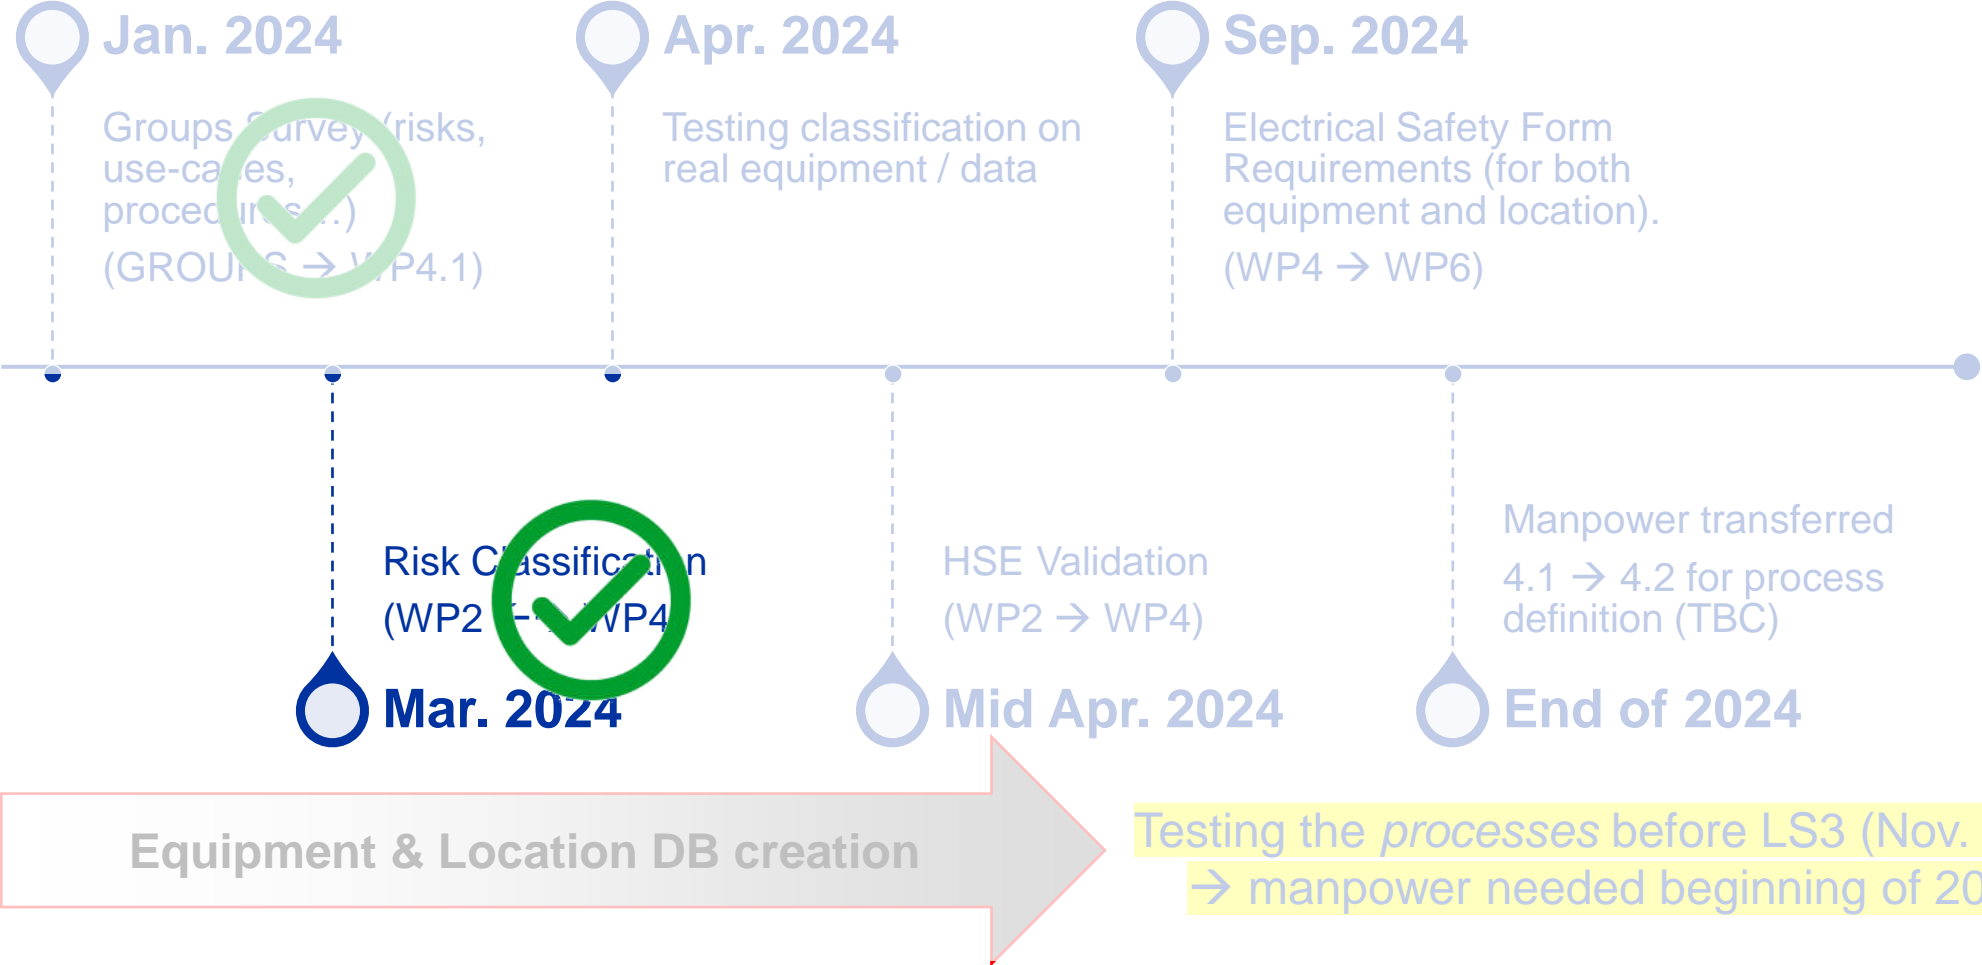 Jan. 2024
Groups Survey (risks,
use-cases,
procedures...)
(GROUPS → WP4.1)
Apr. 2024
Testing classification on
real equipment / data
Sep. 2024
Electrical Safety Form
Requirements (for both
equipment and location).
(WP4 → WP6)
Risk Classification
(WP2 WP4
Mar. 2024
HSE Validation
(WP2 → WP4)
Mid Apr. 2024
Manpower transferred
4.1 → 4.2 for process
definition (TBC)
End of 2024
Equipment & Location DB creation
Testing the processes before LS3 (Nov.
→ manpower needed beginning of 20